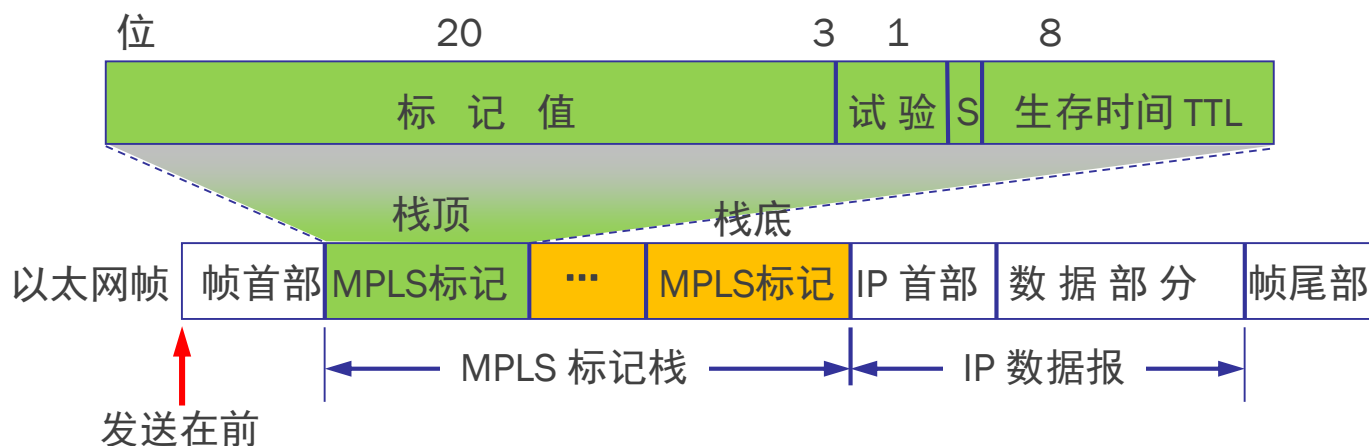 位 20 3 1 8
标 记 值 试 验 S 生存时间 TTL
栈顶 栈底
以太网帧 帧首部 MPLS标记 ··· MPLS标记 IP 首部 数 据 部 分 帧尾部
MPLS 标记栈 IP 数据报
发送在前